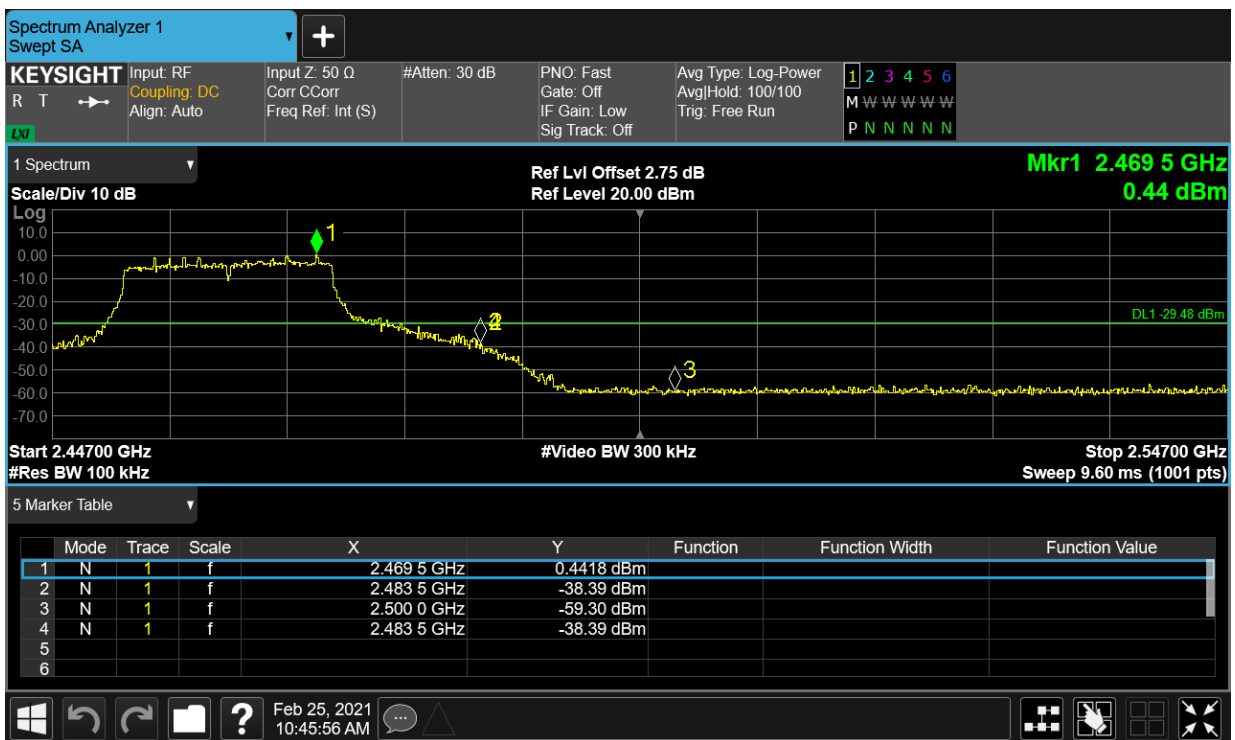 Spectrum Analyzer 1
Swept SA
+
KEYSIGHT Input: RF Input Z: 50 Ω #Atten: 30 dB PNO: Fast Avg Type: Log-Power 1 2 3 4 5 6
R T Coupling: DC Corr CCorr Gate: Off Avg|Hold: 100/100 M W W W W W
Align: Auto Freq Ref: Int (S) IF Gain: Low Trig: Free Run
LXI Sig Track: Off P N N N N N
1 Spectrum Ref Lvl Offset 2.75 dB Mkr1 2.469 5 GHz
Scale/Div 10 dB Ref Level 20.00 dBm 0.44 dBm
Log
10.0
0.00
-10.0
-20.0
-30.0
-40.0
-50.0
-60.0
-70.0
1
2
3
DL1 -29.48 dBm
Start 2.44700 GHz #Video BW 300 kHz Stop 2.54700 GHz
#Res BW 100 kHz Sweep 9.60 ms (1001 pts)
5 Marker Table
Mode Trace Scale X Y Function Function Width Function Value
1 N 1 f 2.469 5 GHz 0.4418 dBm
2 N 1 f 2.483 5 GHz -38.39 dBm
3 N 1 f 2.500 0 GHz -59.30 dBm
4 N 1 f 2.483 5 GHz -38.39 dBm
5
6
? Feb 25, 2021
10:45:56 AM